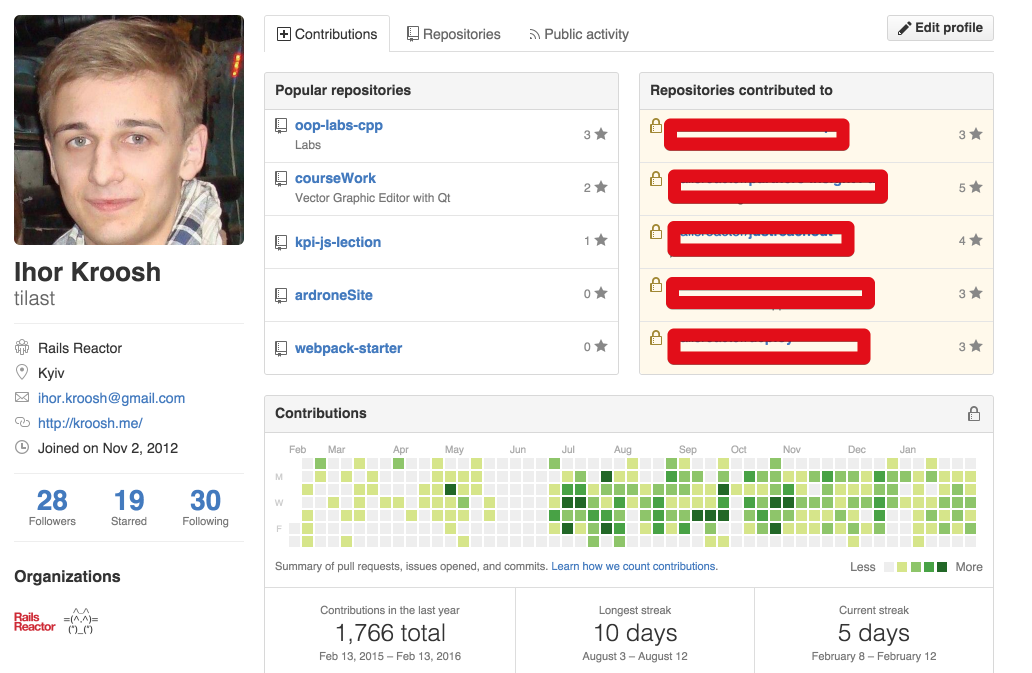 Contributions
Repositories
Public activity
Edit profile
Popular repositories
oop-labs-cpp
3
Labs
courseWork
2
Vector Graphic Editor with Qt
kpi-js-lection
1
ardroneSite
0
webpack-starter
0
Repositories contributed to
3
5
4
3
3
Ihor Kroosh
tilast
Rails Reactor
Kyiv
ihor.kroosh@gmail.com
http://kroosh.me/
Joined on Nov 2, 2012
28 19 30
Followers Starred Following
Organizations
Rails
Reactor
=(^.^)=
(")_(")
Contributions
Feb Mar Apr May Jun Jul Aug Sep Oct Nov Dec Jan
M
W
F
Summary of pull requests, issues opened, and commits. Learn how we count contributions.
Less More
Contributions in the last year
1,766 total
Feb 13, 2015 – Feb 13, 2016
Longest streak
10 days
August 3 – August 12
Current streak
5 days
February 8 – February 12